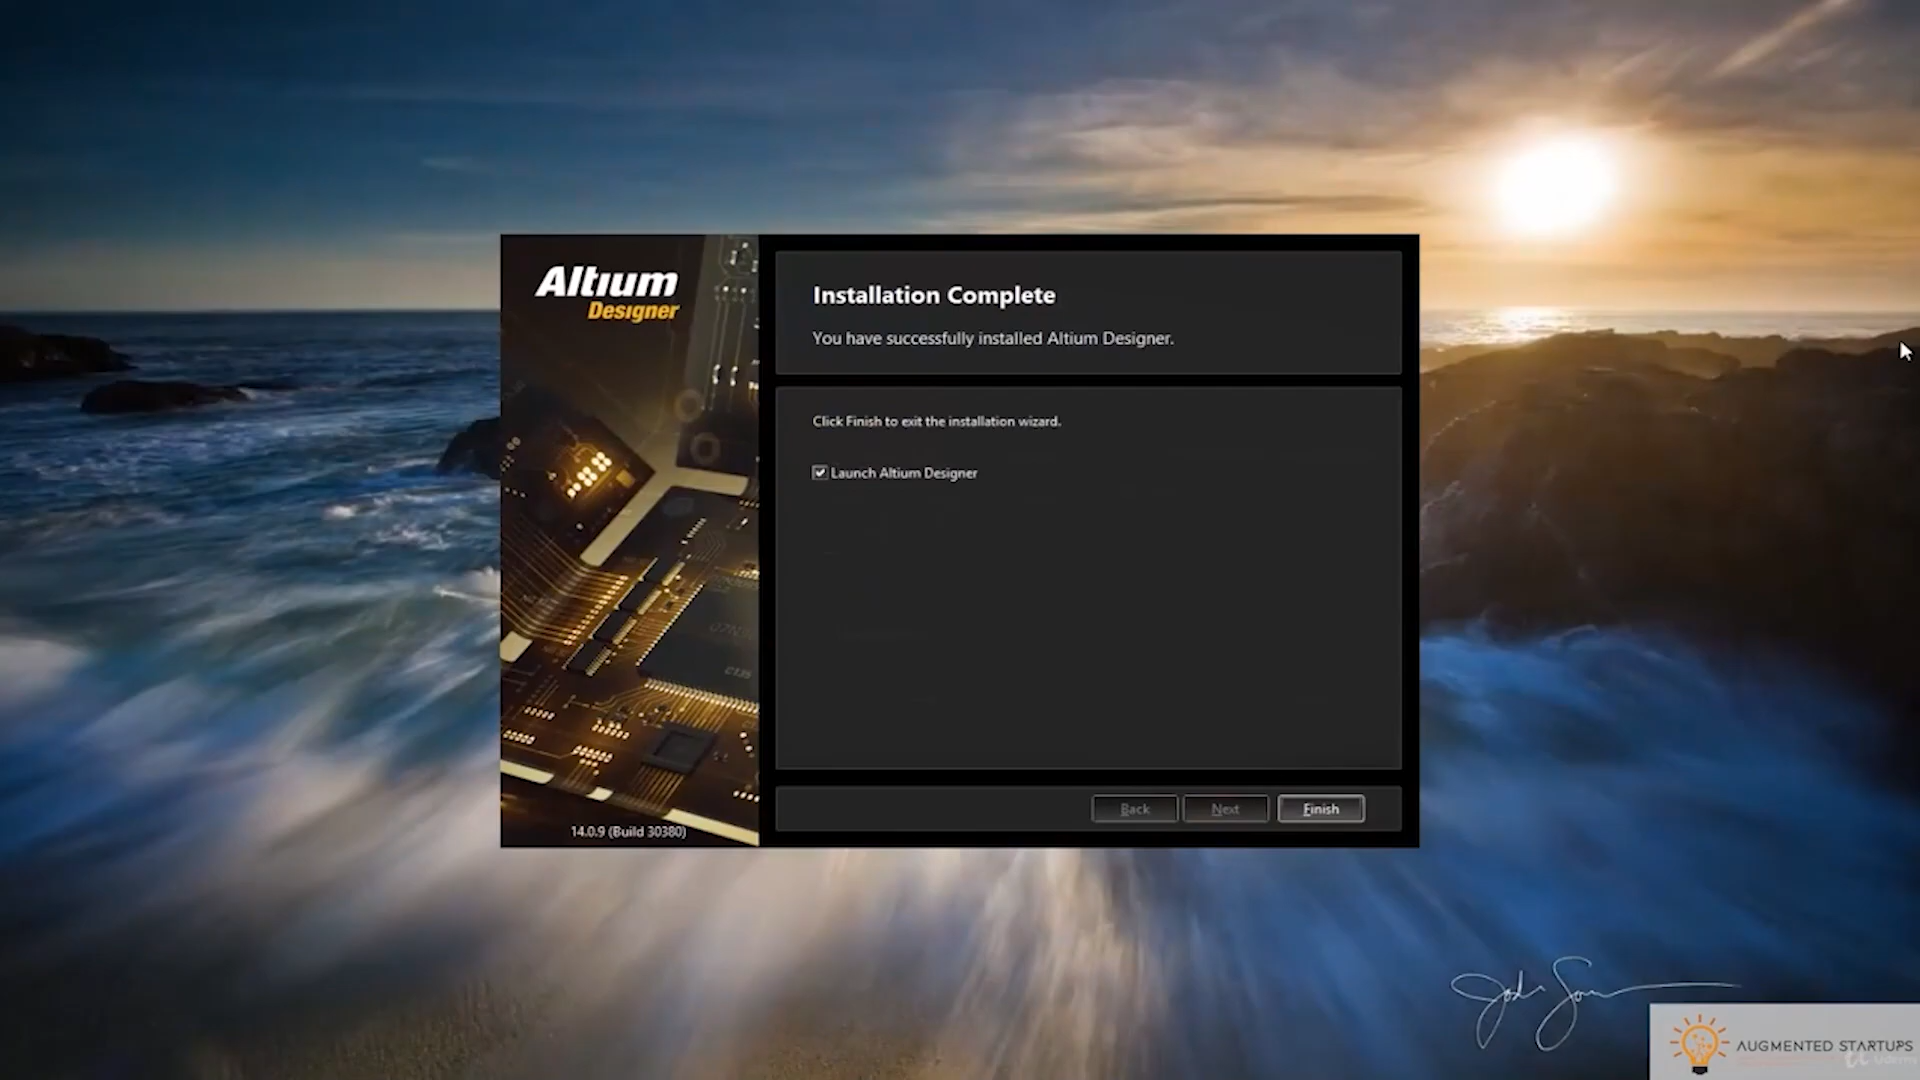 Altium
Designer
Installation Complete
You have successfully installed Altium Designer.
Click Finish to exit the installation wizard.
Launch Altium Designer
Back
Next
Finish
14.0.9 (Build 30380)
AUGMENTED STARTUPS
Udemy